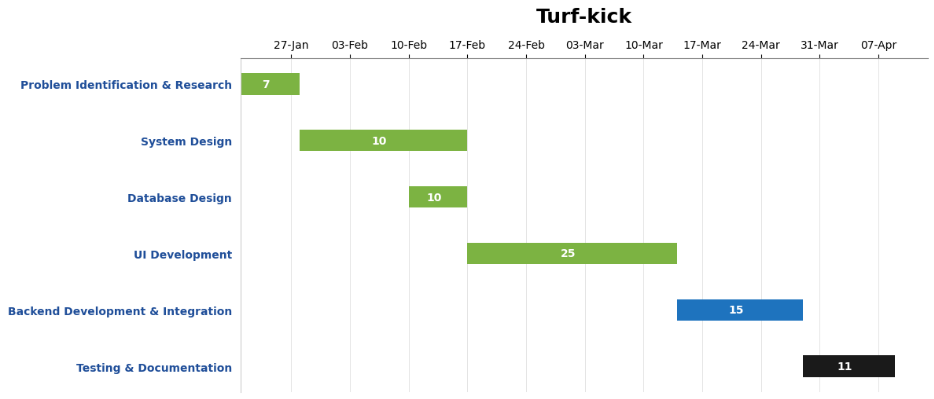 Turf-kick
27-Jan 03-Feb 10-Feb 17-Feb 24-Feb 03-Mar 10-Mar 17-Mar 24-Mar 31-Mar 07-Apr
Problem Identification & Research 7
System Design 10
Database Design 10
UI Development 25
Backend Development & Integration 15
Testing & Documentation 11